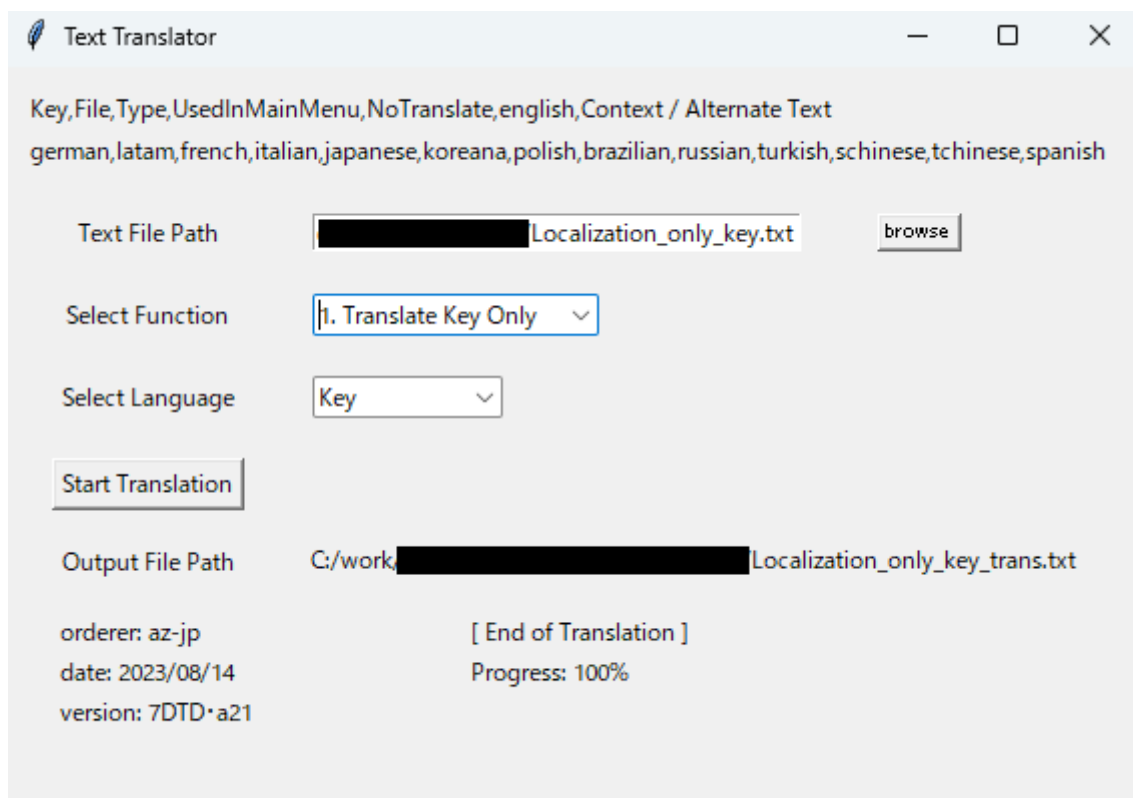 Text Translator
Key,File,Type,UsedInMainMenu,NoTranslate,english,Context / Alternate Text
german,latam,french,italian,japanese,koreana,polish,brazilian,russian,turkish,schinese,tchinese,spanish
Text File Path /Localization_only_key.txt browse
Select Function 1. Translate Key Only
Select Language Key
Start Translation
Output File Path C:/work/ /Localization_only_key_trans.txt
orderer: az-jp [ End of Translation ]
date: 2023/08/14 Progress: 100%
version: 7DTD･a21